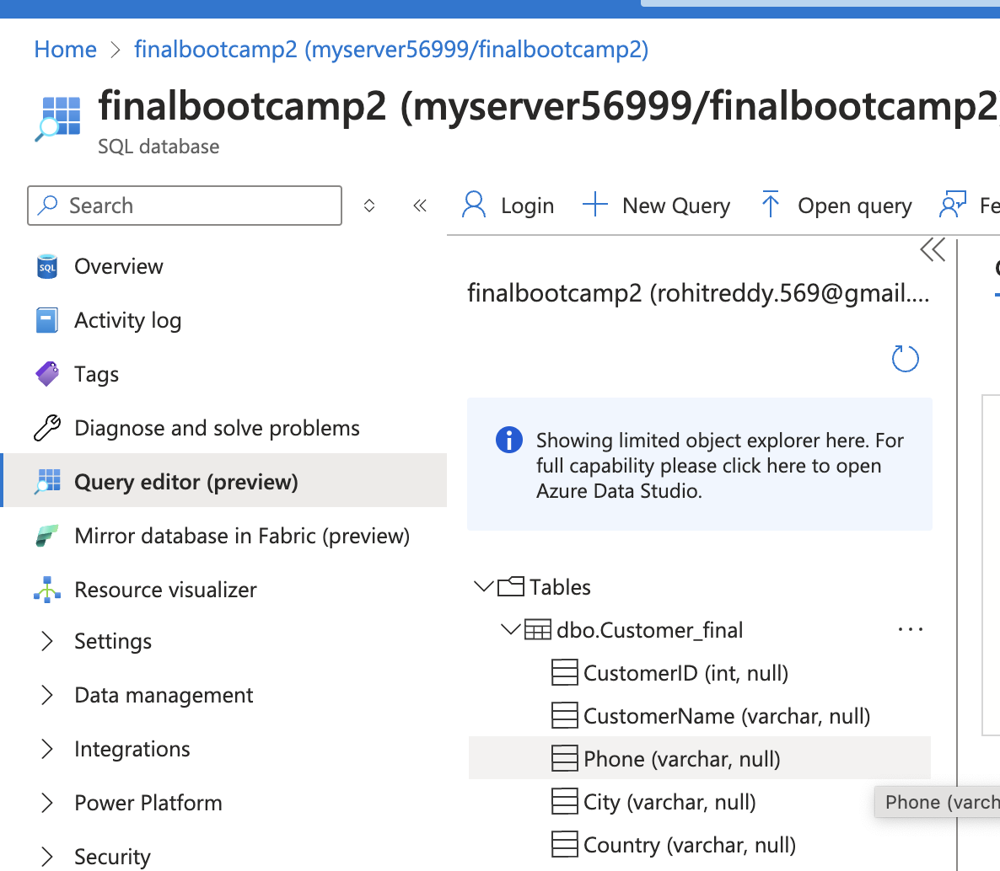 Home > finalbootcamp2 (myserver56999/finalbootcamp2)
finalbootcamp2 (myserver56999/finalbootcamp2)
SQL database
Search
Login
New Query
Open query
Fe
SQL
Overview
Activity log
Tags
Diagnose and solve problems
Query editor (preview)
Mirror database in Fabric (preview)
Resource visualizer
Settings
Data management
Integrations
Power Platform
Security
finalbootcamp2 (rohitreddy.569@gmail....
Showing limited object explorer here. For
full capability please click here to open
Azure Data Studio.
Tables
dbo.Customer_final
...
CustomerID (int, null)
CustomerName (varchar, null)
Phone (varchar, null)
City (varchar, null)
Country (varchar, null)
Phone (varch